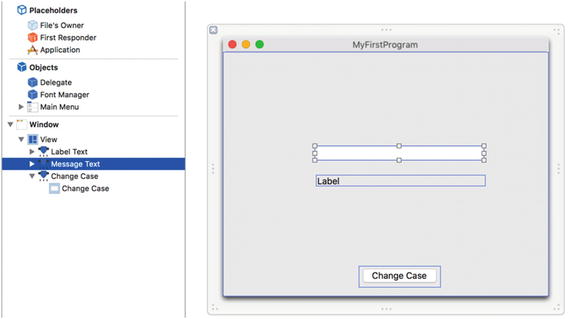 Placeholders
File's Owner
First Responder
Application
Objects
Delegate
Font Manager
Main Menu
Window
View
Label Text
Message Text
Change Case
Change Case
MyFirstProgram
Label
Change Case